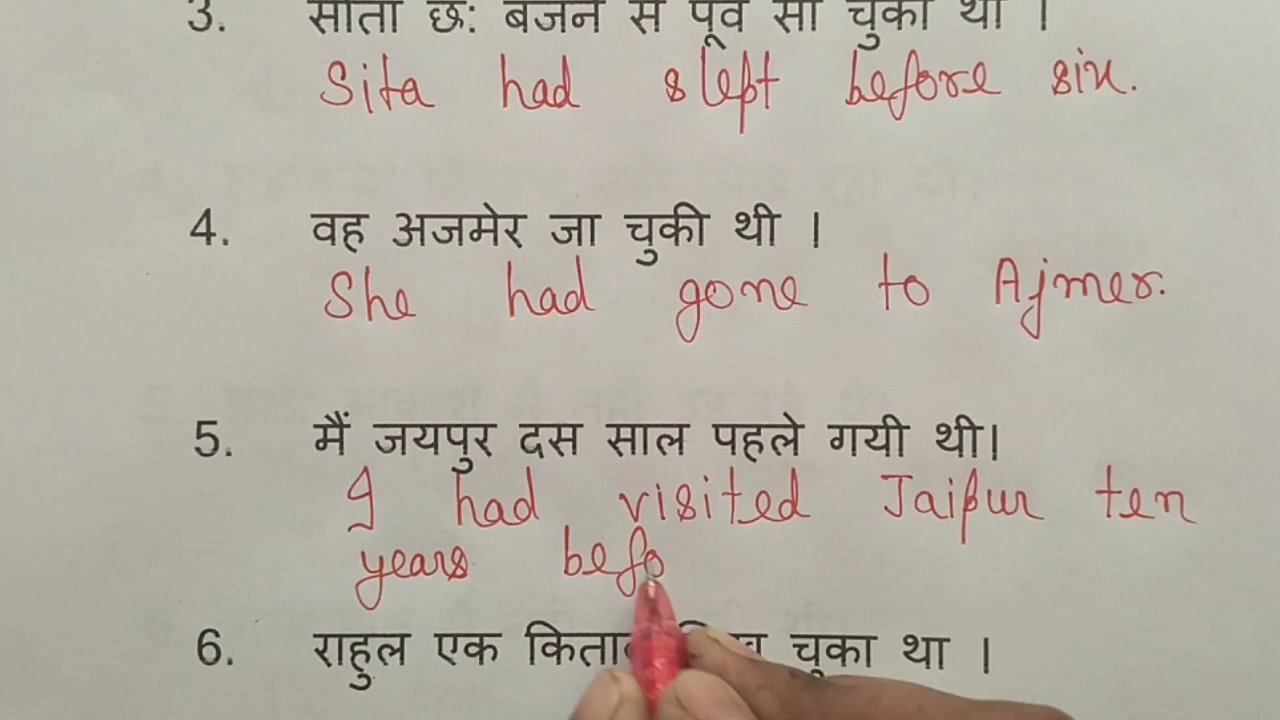 3. सीता छः बजने से पूर्व सो चुकी थी ।
Sita had slept before six.
4. वह अजमेर जा चुकी थी ।
She had gone to Ajmer.
5. मैं जयपुर दस साल पहले गयी थी।
I had visited Jaipur ten
years befo
6. राहुल एक चुका था ।